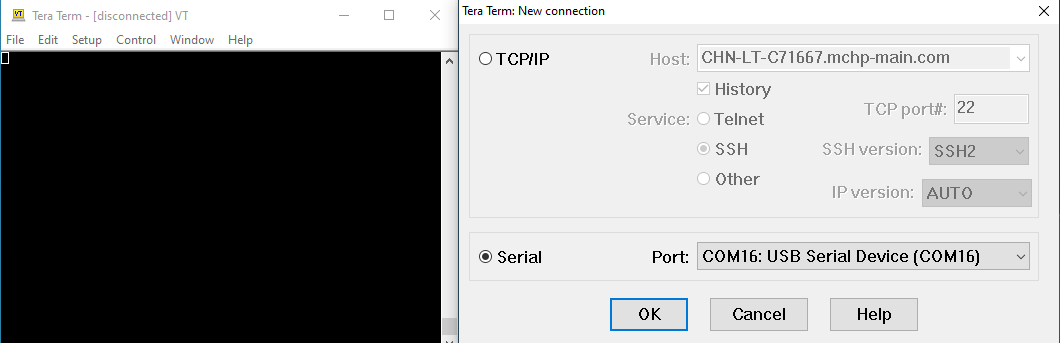 VT Tera Term - [disconnected] VT
File Edit Setup Control Window Help
Tera Term: New connection
TCP/IP
Host: CHN-LT-C71667.mchp-main.com
History
Service: Telnet
TCP port#: 22
SSH
SSH version: SSH2
Other
IP version: AUTO
Serial
Port: COM16: USB Serial Device (COM16)
OK Cancel Help